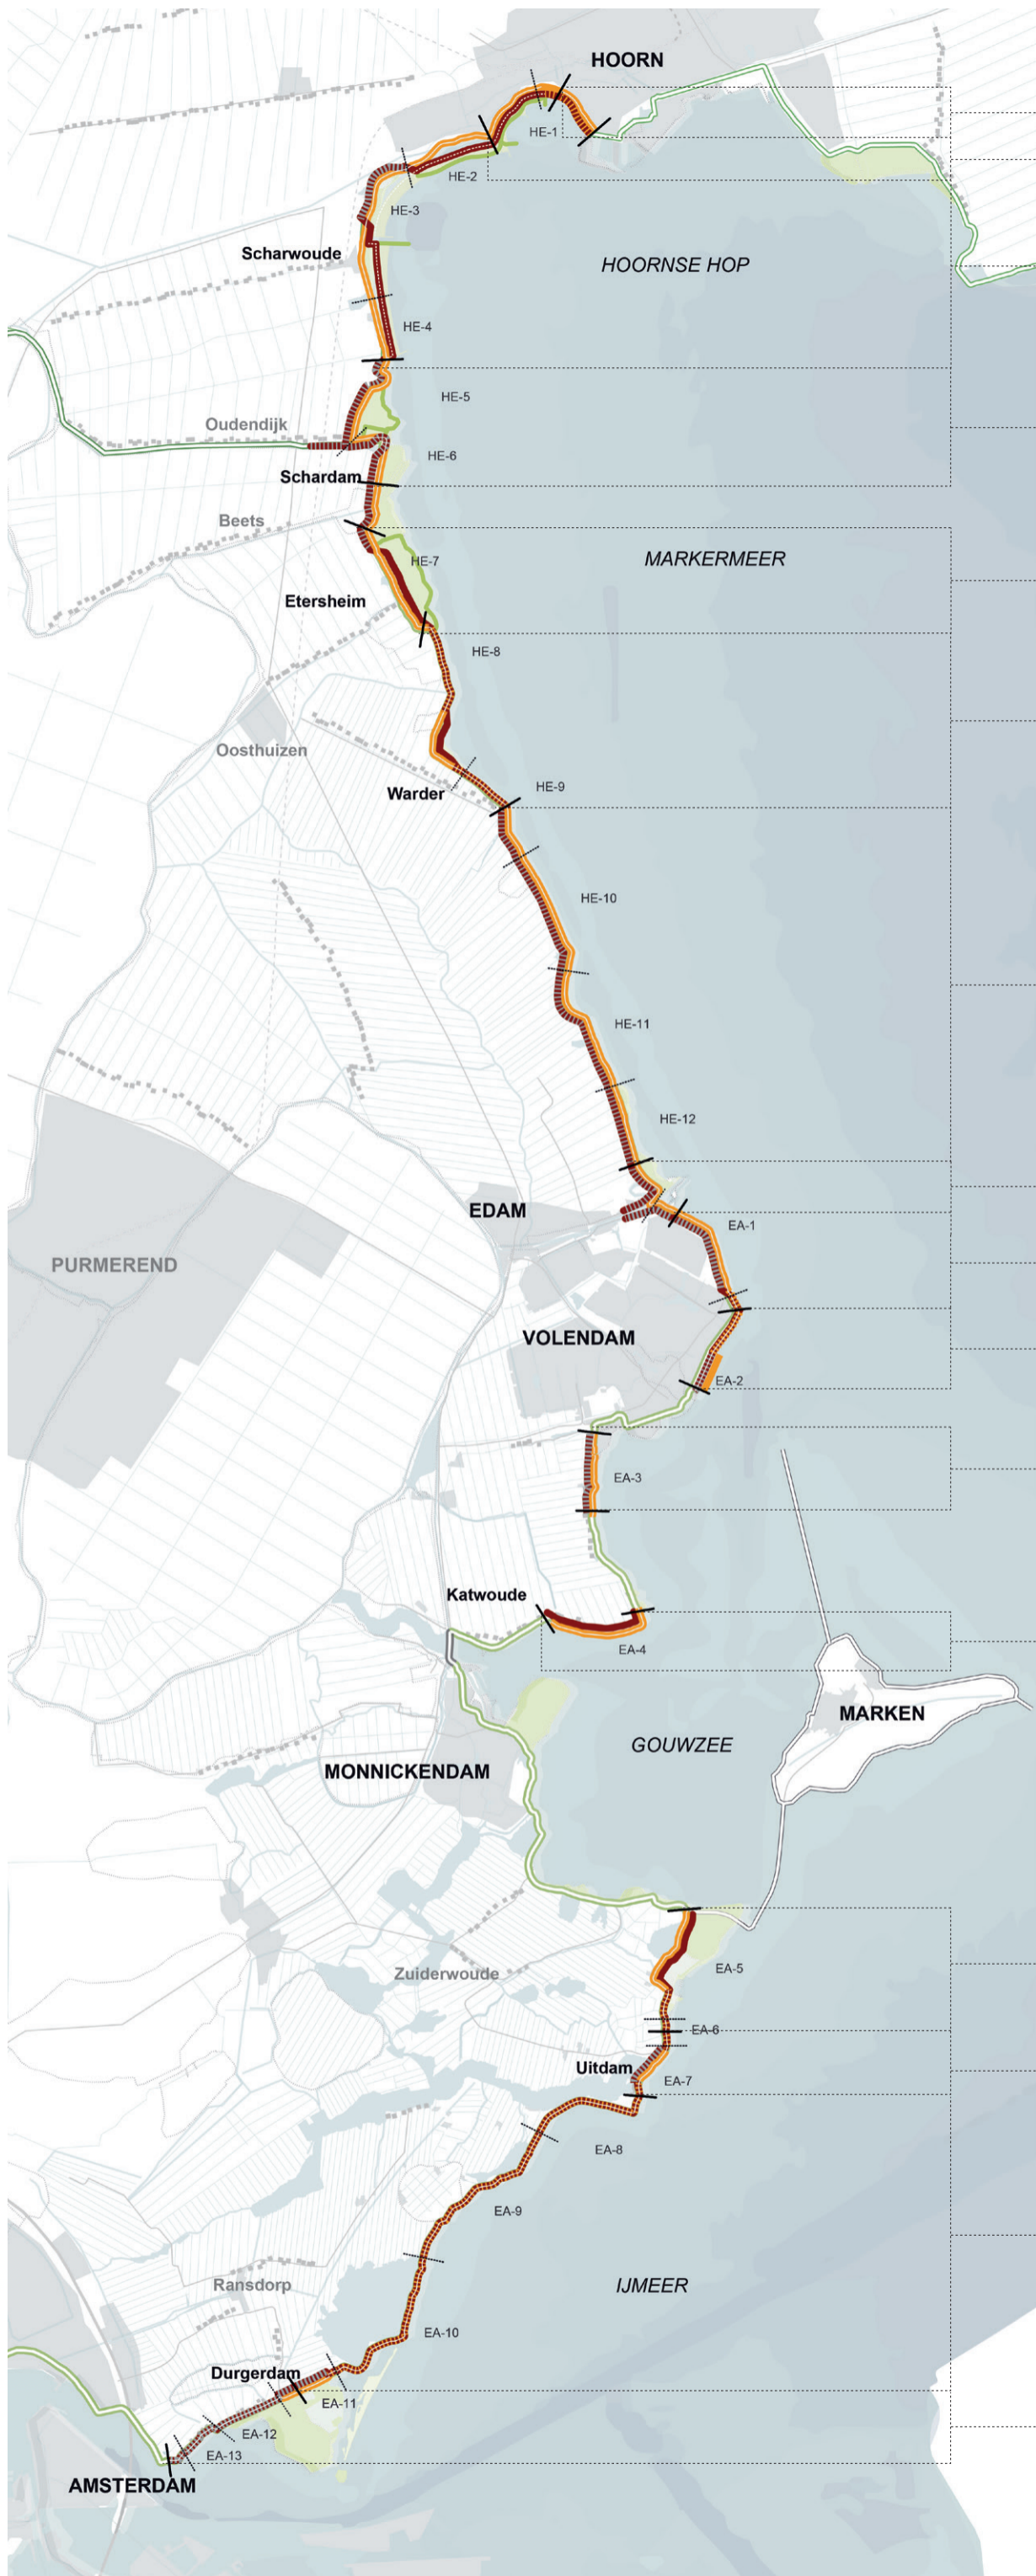 HOORN
HE-1
HE-2
HE-3
Scharwoude
HOORNSE HOP
HE-4
HE-5
Oudendijk
HE-6
Schardam
Beets
MARKERMEER
HE-7
Etersheim
HE-8
Oosthuizen
HE-9
Warder
HE-10
HE-11
HE-12
EDAM
EA-1
PURMEREND
VOLENDAM
EA-2
EA-3
Katwoude
EA-4
MARKEN
GOUWZEE
MONNICKENDAM
EA-5
Zuiderwoude
EA-6
Uitdam
EA-7
EA-8
EA-9
Ransdorp
IJMEER
EA-10
Durgerdam
EA-11
EA-12
EA-13
AMSTERDAM